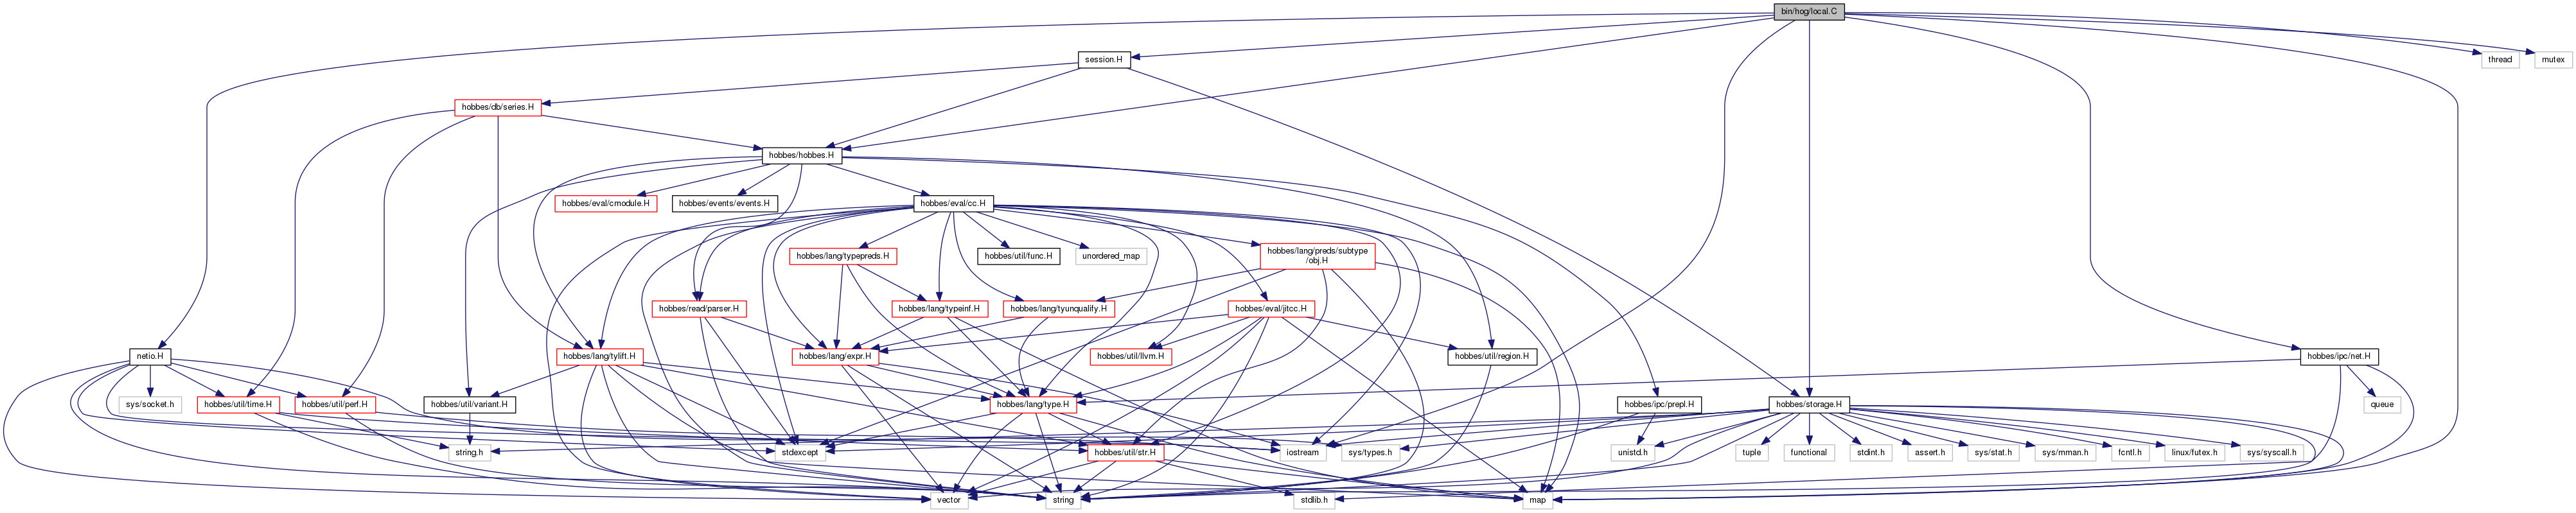 bin/hog/local.C
session.H
thread
mutex
hobbes/db/series.H
hobbes/hobbes.H
hobbes/eval/cmodule.H
hobbes/events/events.H
hobbes/eval/cc.H
hobbes/lang/typepreds.H
hobbes/util/func.H
unordered_map
hobbes/lang/preds/subtype
/obj.H
hobbes/read/parser.H
hobbes/lang/typeinf.H
hobbes/lang/tyunqualify.H
hobbes/eval/jitcc.H
netio.H
hobbes/lang/tylift.H
hobbes/lang/expr.H
hobbes/util/llvm.H
hobbes/util/region.H
hobbes/ipc/net.H
sys/socket.h
hobbes/util/time.H
hobbes/util/perf.H
hobbes/util/variant.H
hobbes/lang/type.H
hobbes/ipc/prepl.H
hobbes/storage.H
queue
string.h
stdexcept
hobbes/util/str.H
iostream
sys/types.h
unistd.h
tuple
functional
stdint.h
assert.h
sys/stat.h
sys/mman.h
fcntl.h
linux/futex.h
sys/syscall.h
vector
string
stdlib.h
map